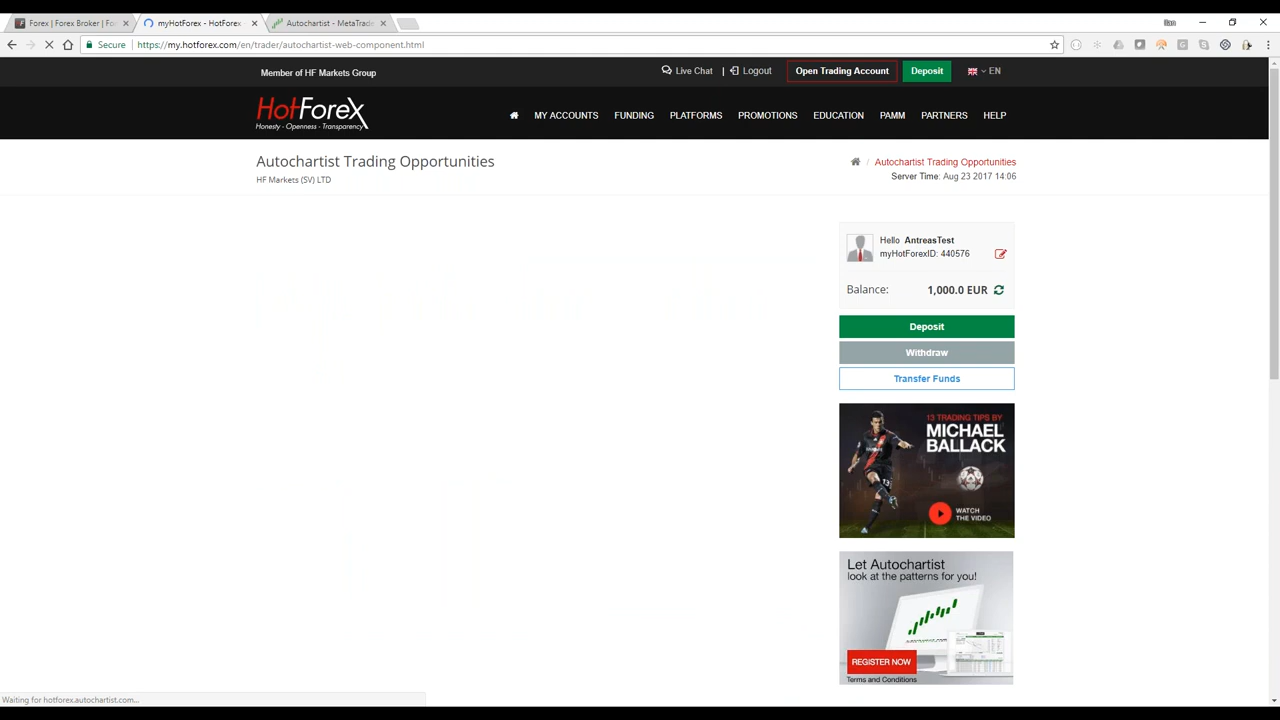 Forex | Forex Broker | For
myHotForex - HotForex
Autochartist - MetaTrade
Ilan
Secure
https://my.hotforex.com/en/trader/autochartist-web-component.html
Member of HF Markets Group
Live Chat | Logout
Open Trading Account
Deposit
EN
HotForex
Honesty - Openness - Transparency
MY ACCOUNTS FUNDING PLATFORMS PROMOTIONS EDUCATION PAMM PARTNERS HELP
Autochartist Trading Opportunities
/ Autochartist Trading Opportunities
HF Markets (SV) LTD
Server Time: Aug 23 2017 14:06
Hello AntreasTest
myHotForexID: 440576
Balance: 1,000.0 EUR
Deposit
Withdraw
Transfer Funds
13 TRADING TIPS BY
MICHAEL
BALLACK
WATCH
THE VIDEO
Let Autochartist
look at the patterns for you!
REGISTER NOW
Terms and Conditions
Waiting for hotforex.autochartist.com...